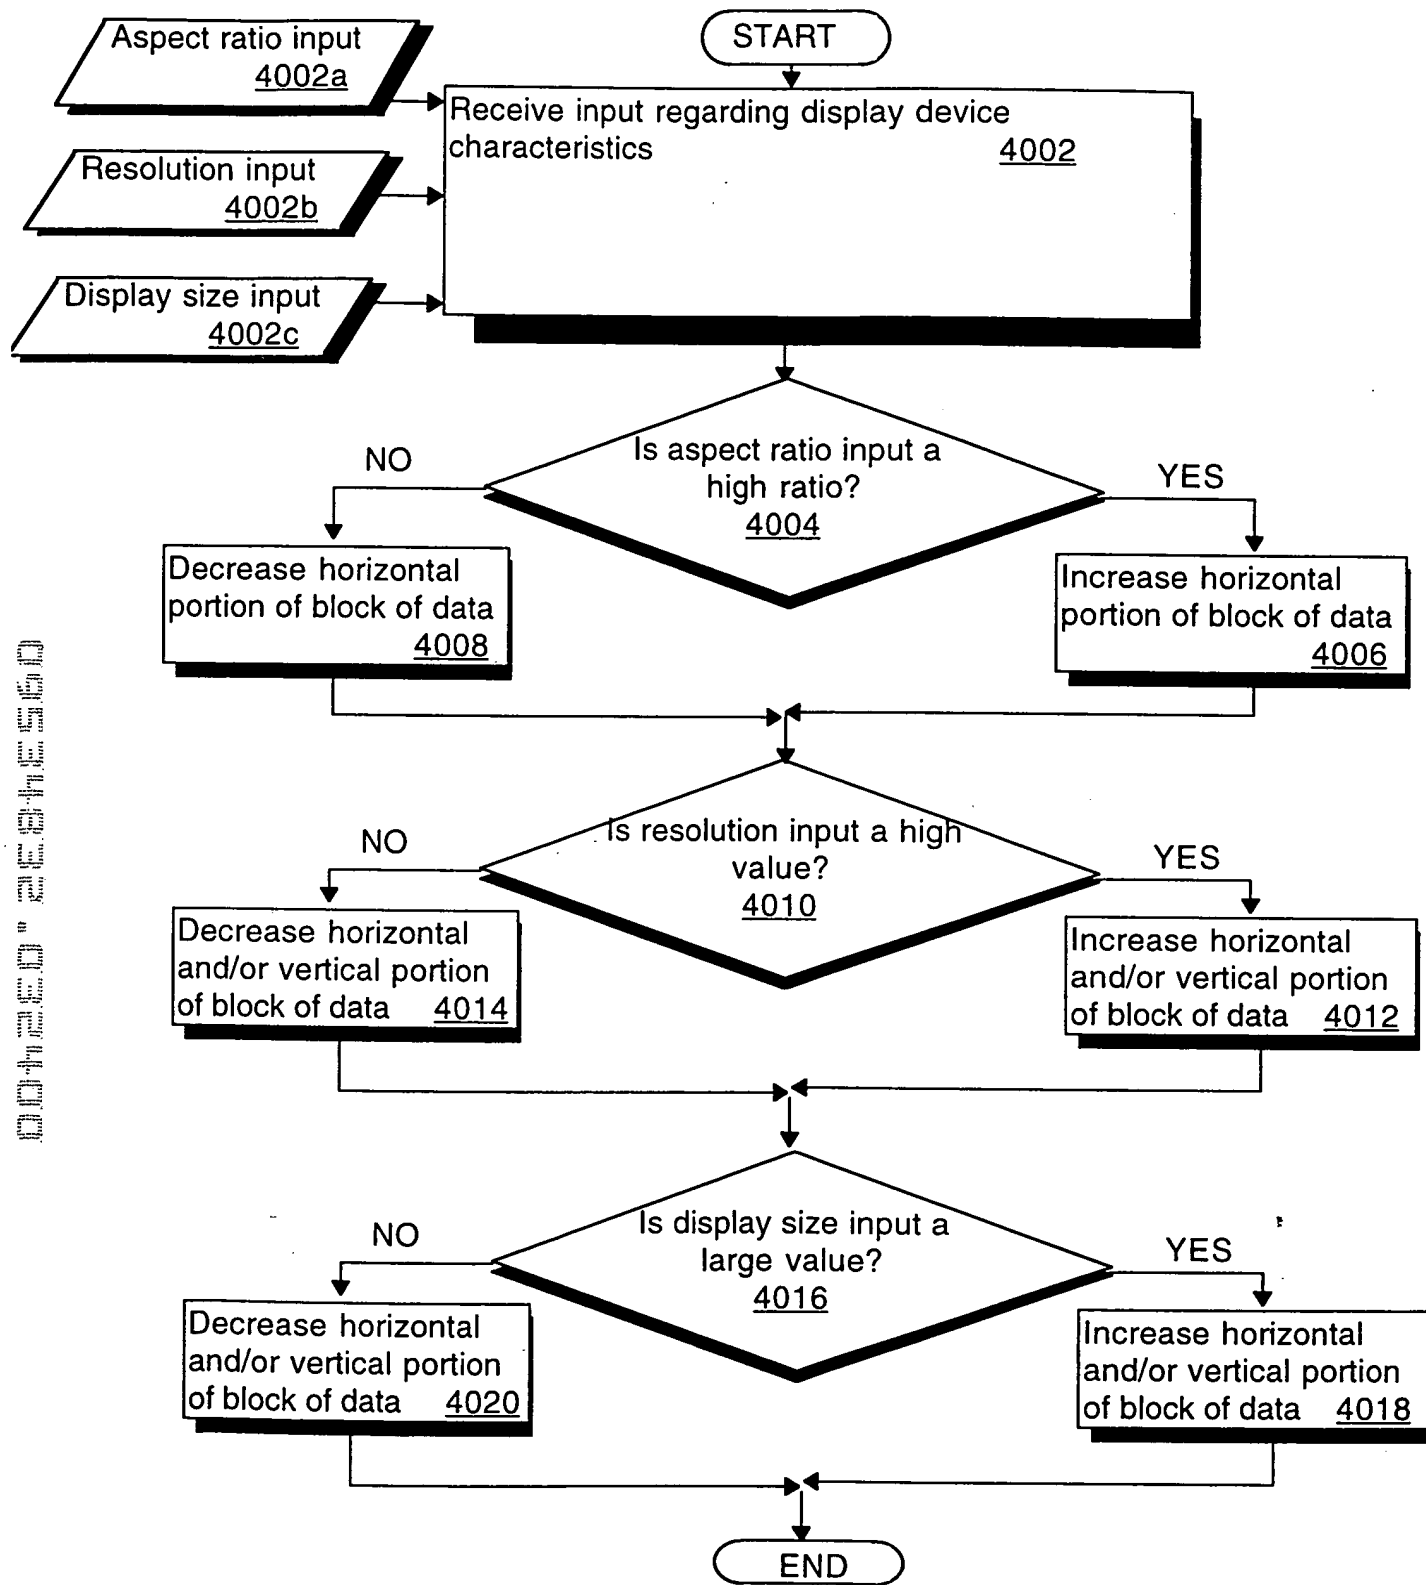 START
Aspect ratio input
4002a
Resolution input
4002b
Display size input
4002c
Receive input regarding display device
characteristics 4002
Is aspect ratio input a
high ratio?
4004
NO
YES
Decrease horizontal
portion of block of data
4008
Increase horizontal
portion of block of data
4006
Is resolution input a high
value?
4010
NO
YES
Decrease horizontal
and/or vertical portion
of block of data 4014
Increase horizontal
and/or vertical portion
of block of data 4012
Is display size input a
large value?
4016
NO
YES
Decrease horizontal
and/or vertical portion
of block of data 4020
Increase horizontal
and/or vertical portion
of block of data 4018
END